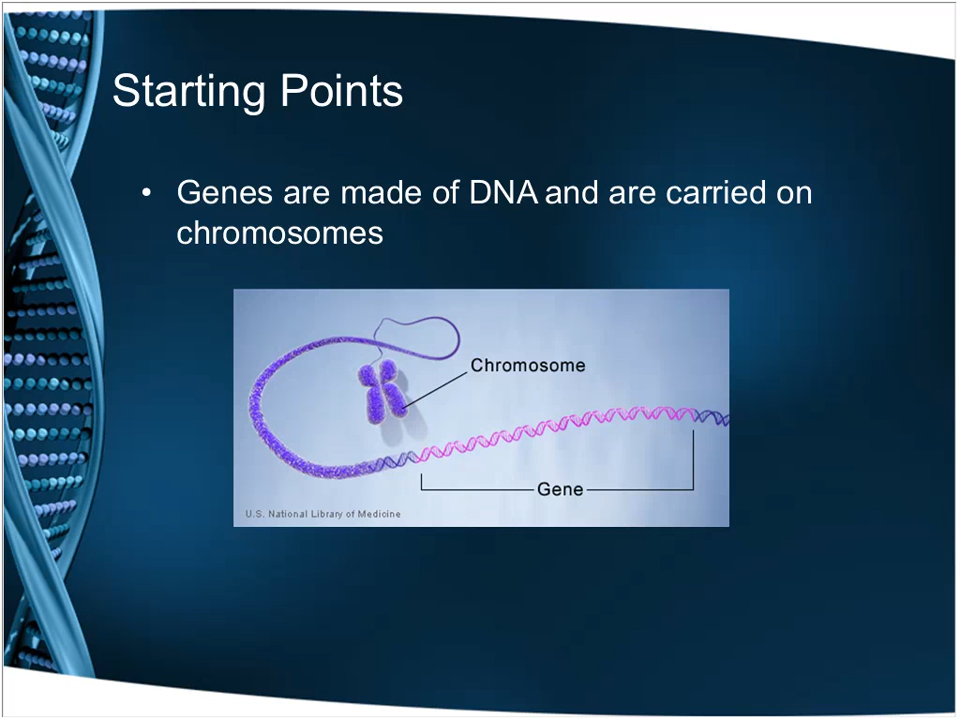 Starting Points
• Genes are made of DNA and are carried on
chromosomes
Chromosome
Gene
U.S. National Library of Medicine